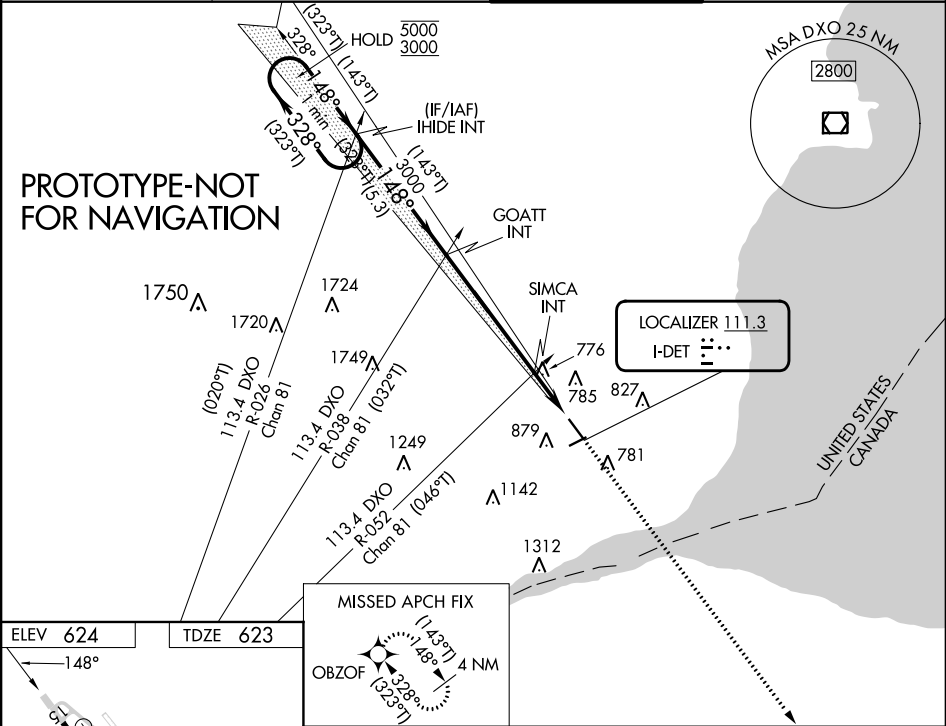 (323°T)
328°
HOLD 5000
3000
(143°T)
148°
1 min
328°
(323°T)
(IF/IAF)
IHIDE INT
(323°T)
(5.3)
3000
(143°T)
148°
MSA DXO 25 NM
2800
PROTOTYPE-NOT
FOR NAVIGATION
GOATT
INT
SIMCA
INT
1750
1724
1720
1749
LOCALIZER 111.3
I-DET
776
785
827
879
781
1249
1142
1312
(020°T)
113.4 DXO
R-026
Chan 81
113.4 DXO
R-038
Chan 81 (032°T)
113.4 DXO
R-052
Chan 81 (046°T)
UNITED STATES
CANADA
ELEV 624
TDZE 623
148°
MISSED APCH FIX
OBZOF
(143°T)
148°
4 NM
328°
(323°T)